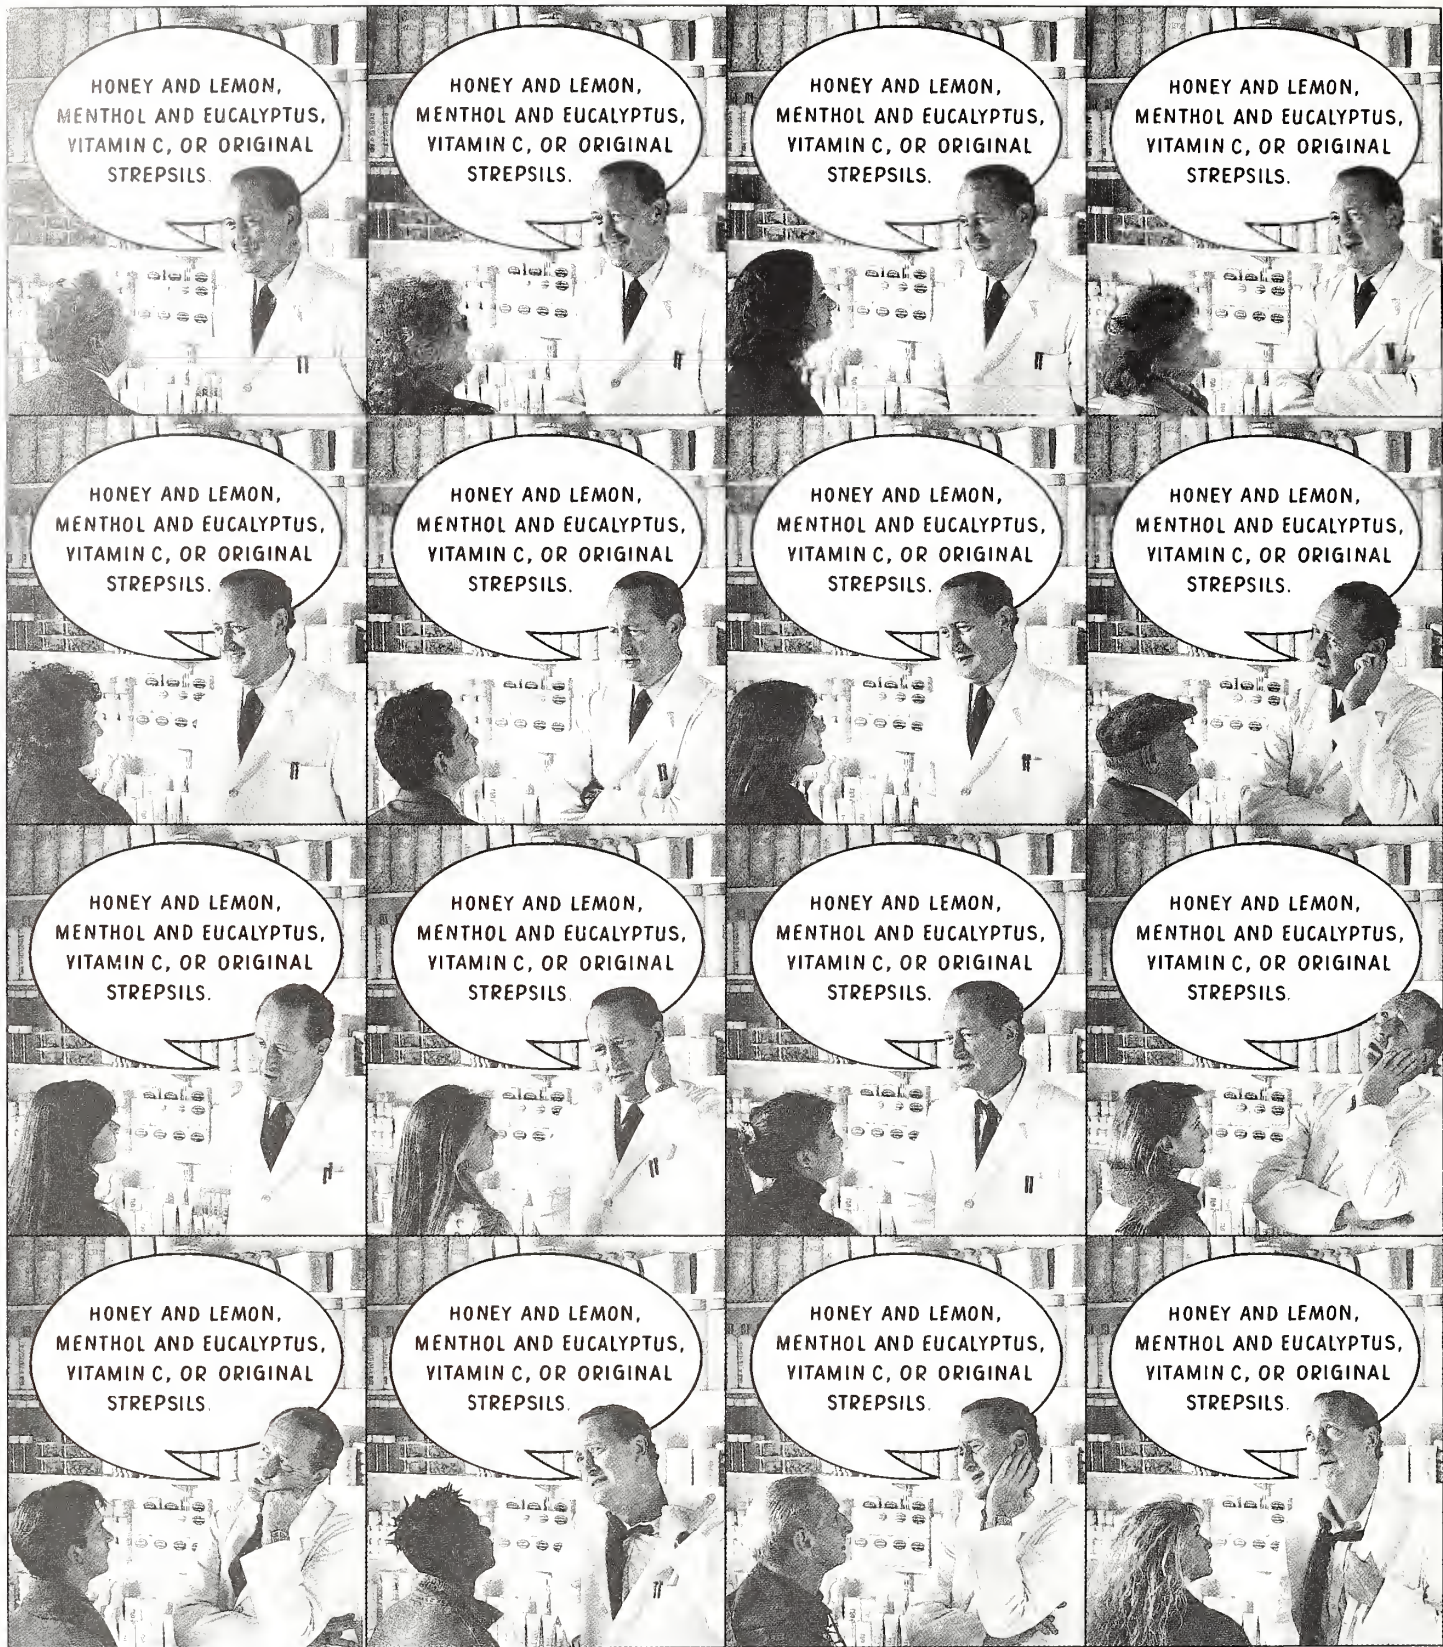 HONEY AND LEMON,
MENTHOL AND EUCALYPTUS,
VITAMIN C, OR ORIGINAL
STREPSILS.
HONEY AND LEMON,
MENTHOL AND EUCALYPTUS,
VITAMIN C, OR ORIGINAL
STREPSILS.
HONEY AND LEMON,
MENTHOL AND EUCALYPTUS,
VITAMIN C, OR ORIGINAL
STREPSILS.
HONEY AND LEMON,
MENTHOL AND EUCALYPTUS,
VITAMIN C, OR ORIGINAL
STREPSILS.
HONEY AND LEMON,
MENTHOL AND EUCALYPTUS,
VITAMIN C, OR ORIGINAL
STREPSILS.
HONEY AND LEMON,
MENTHOL AND EUCALYPTUS,
VITAMIN C, OR ORIGINAL
STREPSILS.
HONEY AND LEMON,
MENTHOL AND EUCALYPTUS,
VITAMIN C, OR ORIGINAL
STREPSILS.
HONEY AND LEMON,
MENTHOL AND EUCALYPTUS,
VITAMIN C, OR ORIGINAL
STREPSILS.
HONEY AND LEMON,
MENTHOL AND EUCALYPTUS,
VITAMIN C, OR ORIGINAL
STREPSILS.
HONEY AND LEMON,
MENTHOL AND EUCALYPTUS,
VITAMIN C, OR ORIGINAL
STREPSILS.
HONEY AND LEMON,
MENTHOL AND EUCALYPTUS,
VITAMIN C, OR ORIGINAL
STREPSILS.
HONEY AND LEMON,
MENTHOL AND EUCALYPTUS,
VITAMIN C, OR ORIGINAL
STREPSILS.
HONEY AND LEMON,
MENTHOL AND EUCALYPTUS,
VITAMIN C, OR ORIGINAL
STREPSILS.
HONEY AND LEMON,
MENTHOL AND EUCALYPTUS,
VITAMIN C, OR ORIGINAL
STREPSILS.
HONEY AND LEMON,
MENTHOL AND EUCALYPTUS,
VITAMIN C, OR ORIGINAL
STREPSILS.
HONEY AND LEMON,
MENTHOL AND EUCALYPTUS,
VITAMIN C, OR ORIGINAL
STREPSILS.